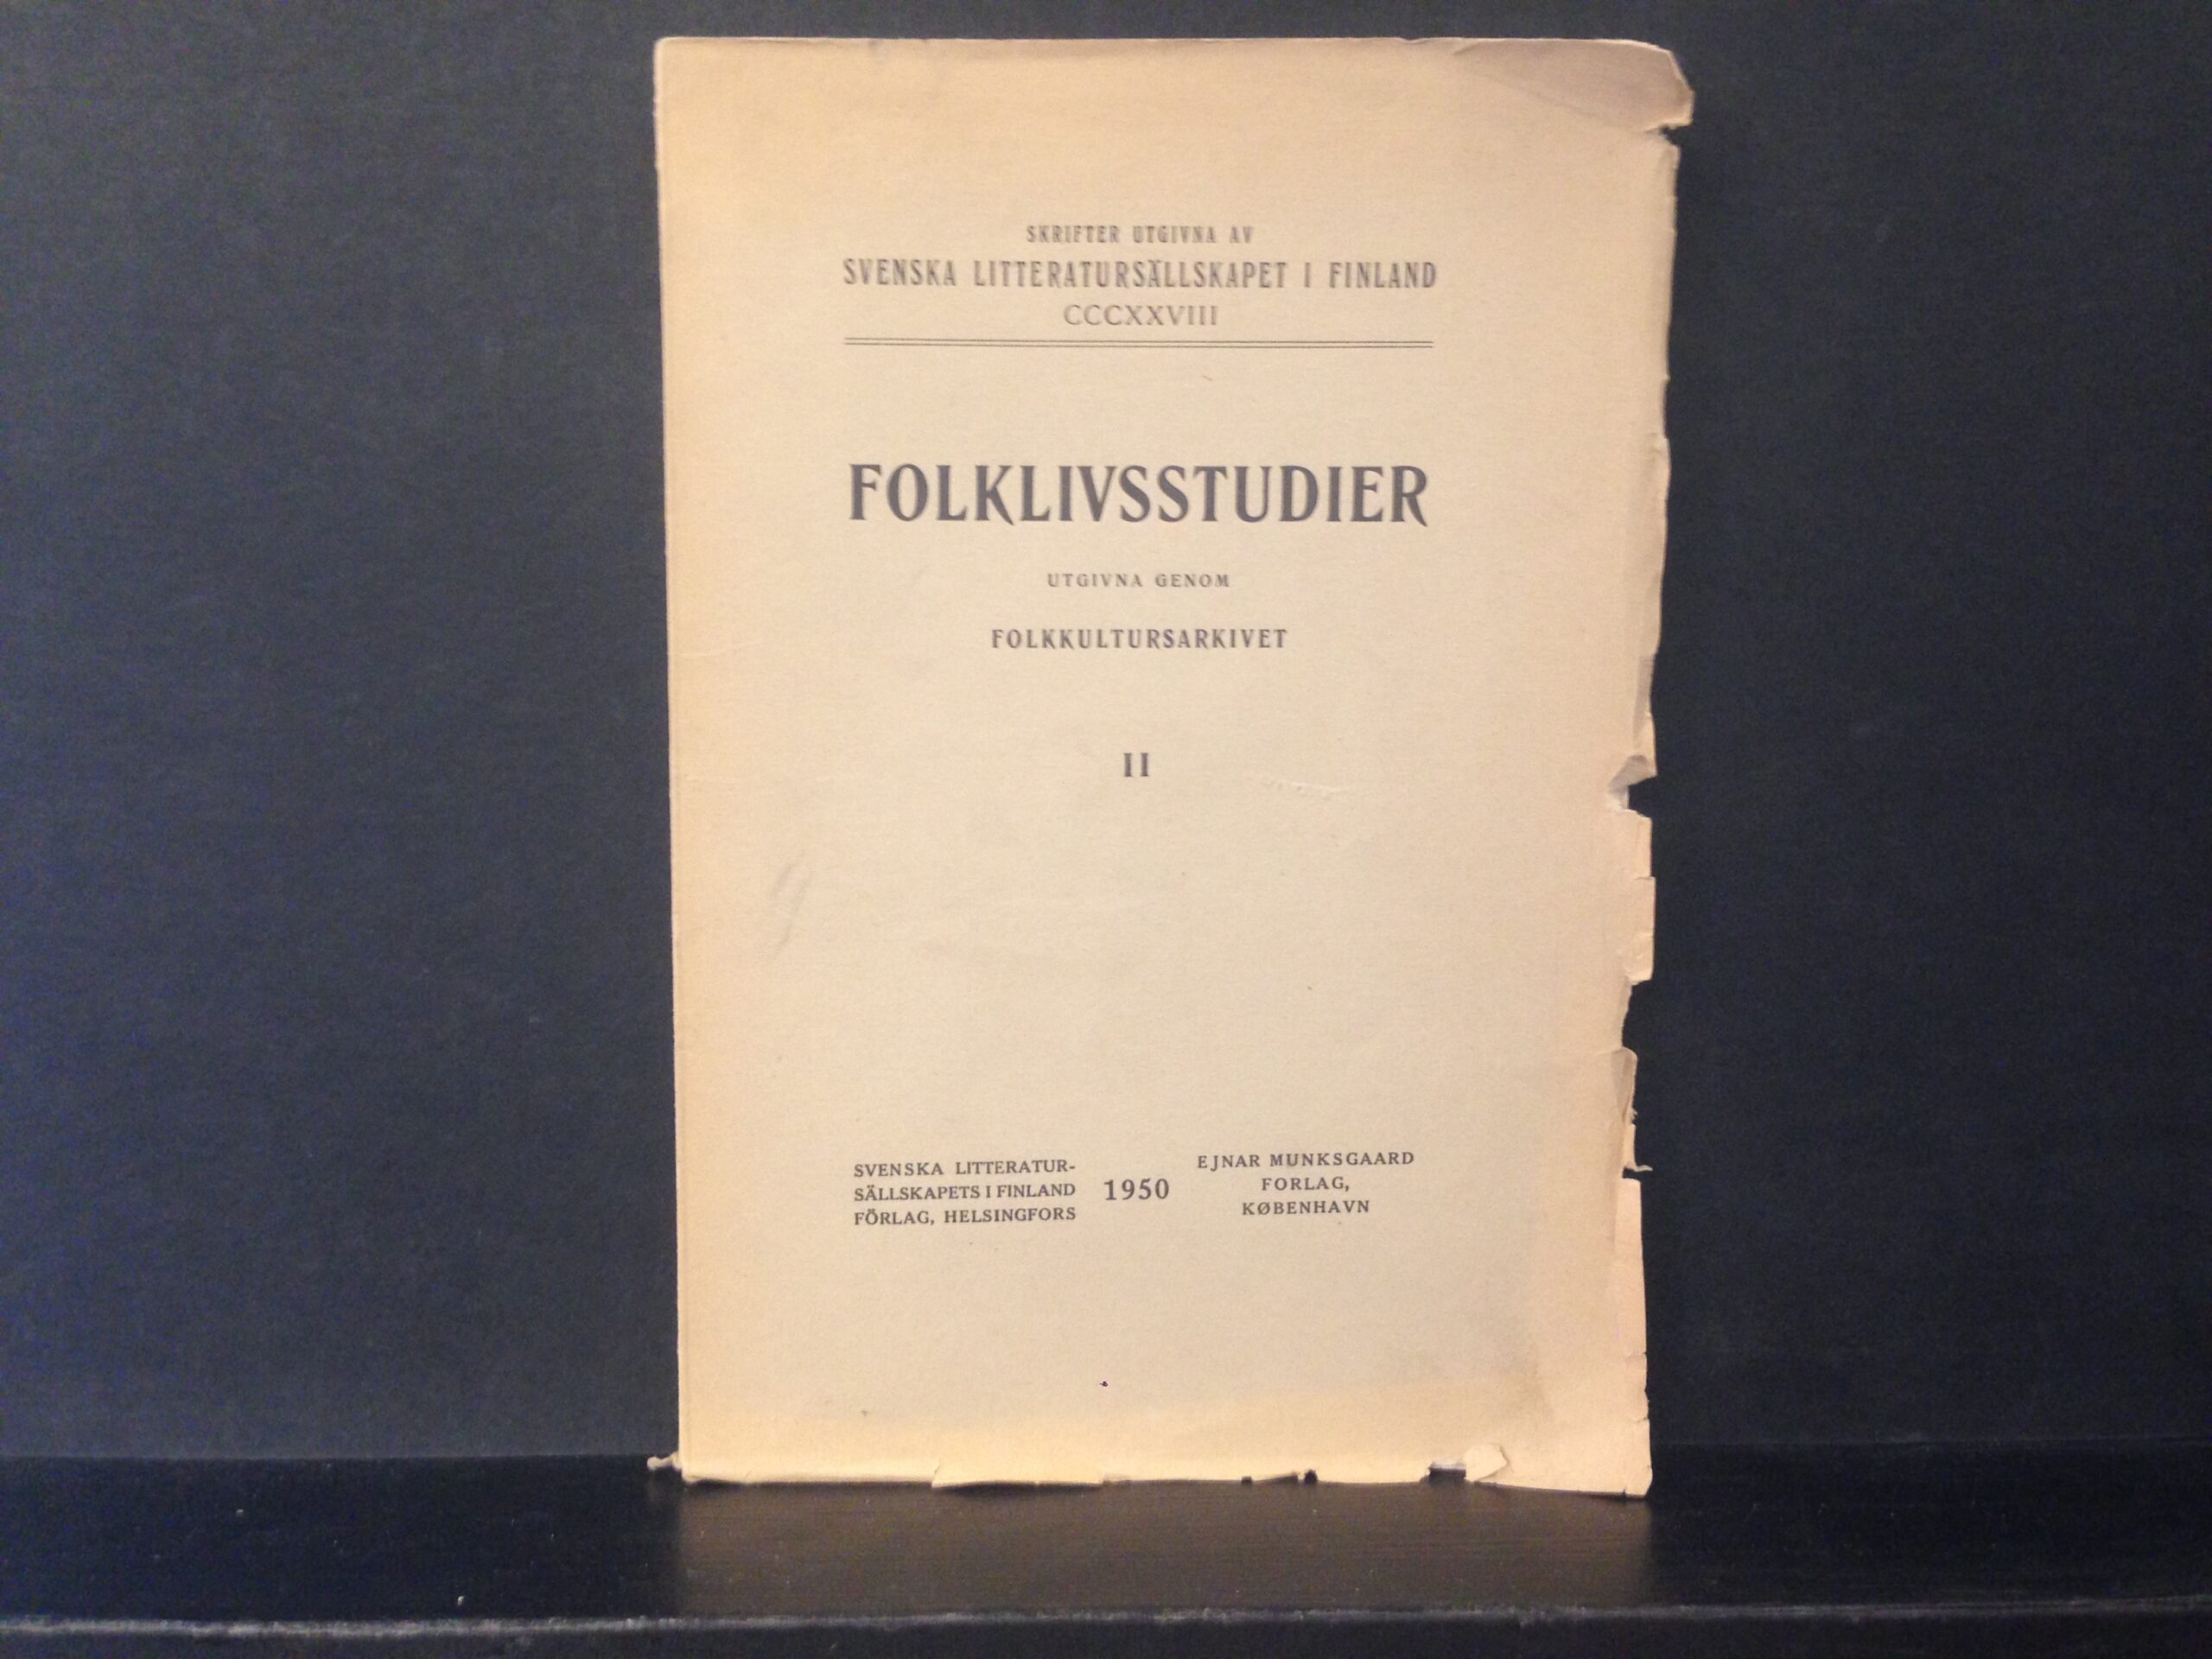 SKRIFTER UTGIVNA AV
SVENSKA LITTERATURSÄLLSKAPET I FINLAND
CCCXXVIII
FOLKLIVSSTUDIER
UTGIVNA GENOM
FOLKKULTURSARKIVET
II
SVENSKA LITTERATUR-
SÄLLSKAPETS I FINLAND
FÖRLAG, HELSINGFORS
1950
EJNAR MUNKSGAARD
FORLAG,
KØBENHAVN